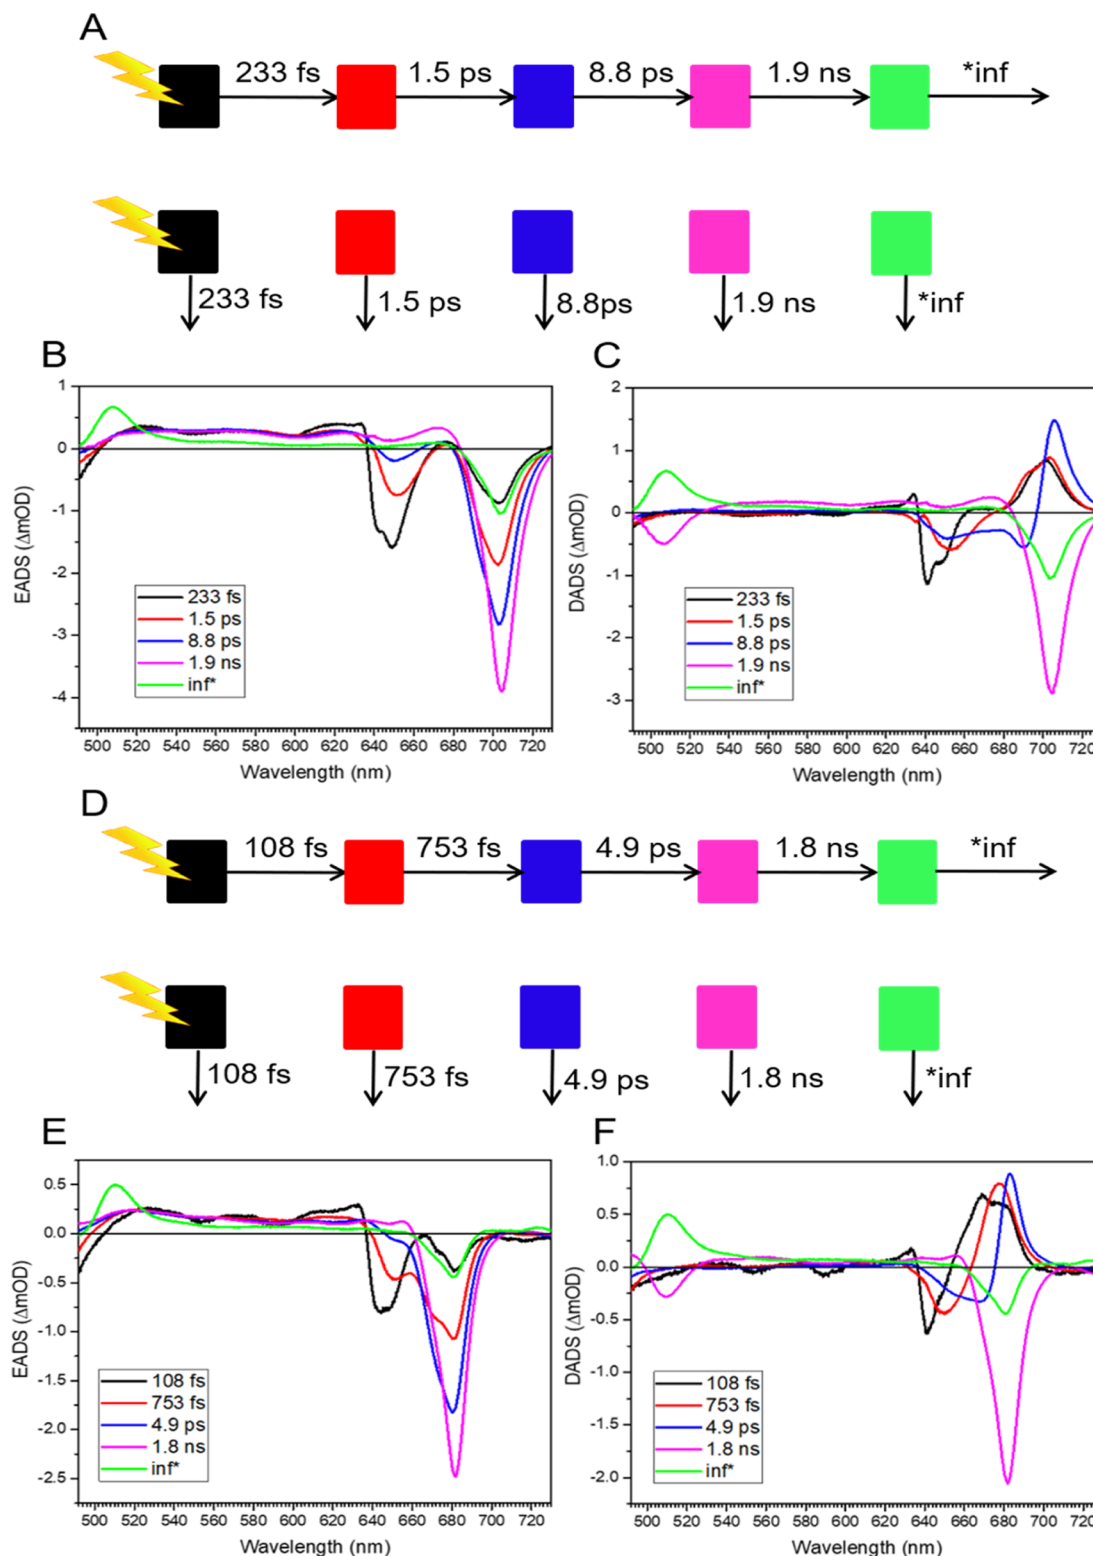 A
233 fs 1.5 ps 8.8 ps 1.9 ns *inf
233 fs 1.5 ps 8.8ps 1.9 ns *inf
B
1
0
-1
-2
-3
-4
EADS (ΔmOD)
233 fs
1.5 ps
8.8 ps
1.9 ns
inf*
500 520 540 560 580 600 620 640 660 680 700 720
Wavelength (nm)
C
2
1
0
-1
-2
-3
DADS (ΔmOD)
233 fs
1.5 ps
8.8 ps
1.9 ns
inf*
500 520 540 560 580 600 620 640 660 680 700 720
Wavelength (nm)
D
108 fs 753 fs 4.9 ps 1.8 ns *inf
108 fs 753 fs 4.9 ps 1.8 ns *inf
E
0.5
0.0
-0.5
-1.0
-1.5
-2.0
-2.5
EADS (ΔmOD)
108 fs
753 fs
4.9 ps
1.8 ns
inf*
500 520 540 560 580 600 620 640 660 680 700 720
Wavelength (nm)
F
1.0
0.5
0.0
-0.5
-1.0
-1.5
-2.0
DADS (ΔmOD)
108 fs
753 fs
4.9 ps
1.8 ns
inf*
500 520 540 560 580 600 620 640 660 680 700 720
Wavelength (nm)